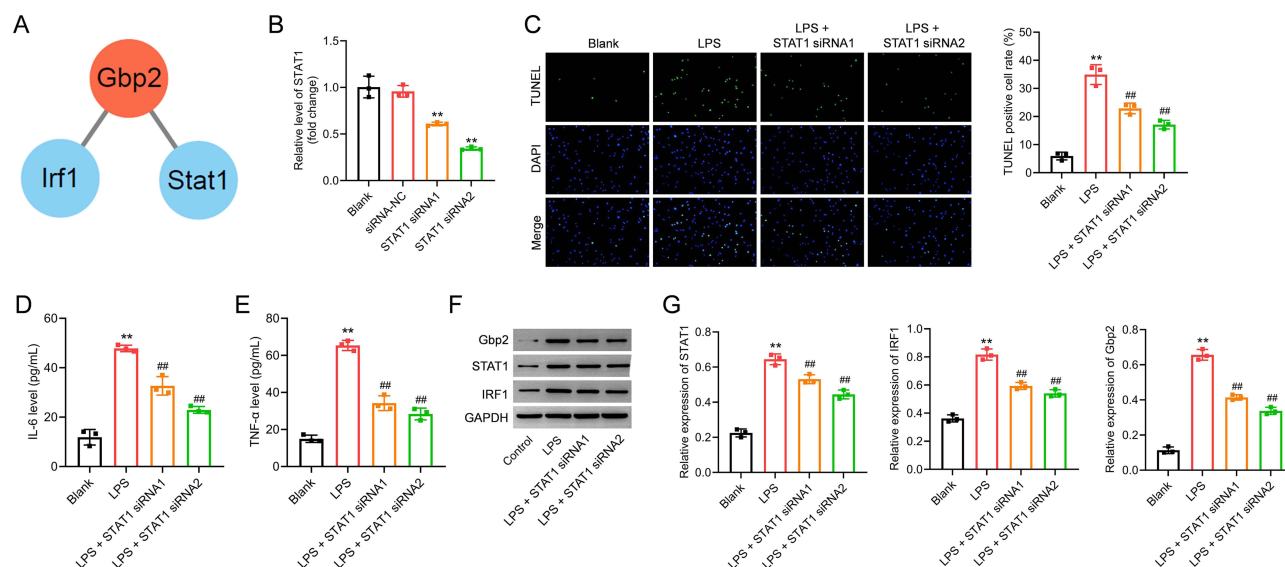 A
Gbp2
Irf1
Stat1
B
Relative level of STAT1
(fold change)
1.5
1.0
0.5
0.0
**
**
Blank
siRNA-NC
STAT1 siRNA1
STAT1 siRNA2
C
Blank
LPS
LPS +
STAT1 siRNA1
LPS +
STAT1 siRNA2
TUNEL
DAPI
Merge
TUNEL positive cell rate (%)
50
40
30
20
10
0
**
##
##
Blank
LPS
LPS + STAT1 siRNA1
LPS + STAT1 siRNA2
D
IL-6 level (pg/mL)
60
40
20
0
**
##
##
Blank
LPS
LPS + STAT1 siRNA1
LPS + STAT1 siRNA2
E
TNF-α level (pg/mL)
80
60
40
20
0
**
##
##
Blank
LPS
LPS + STAT1 siRNA1
LPS + STAT1 siRNA2
F
Gbp2
STAT1
IRF1
GAPDH
Control
LPS
LPS + STAT1 siRNA1
LPS + STAT1 siRNA2
G
Relative expression of STAT1
0.8
0.6
0.4
0.2
0.0
**
##
##
Blank
LPS
LPS + STAT1 siRNA1
LPS + STAT1 siRNA2
Relative expression of IRF1
1.0
0.8
0.6
0.4
0.2
0.0
**
##
##
Blank
LPS
LPS + STAT1 siRNA1
LPS + STAT1 siRNA2
Relative expression of Gbp2
0.8
0.6
0.4
0.2
0.0
**
##
##
Blank
LPS
LPS + STAT1 siRNA1
LPS + STAT1 siRNA2